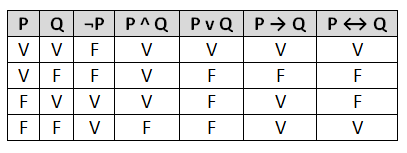 P Q ¬P P ^ Q P v Q P → Q P ↔ Q
V V F V V V V
V F F V F F F
F V V V F V F
F F V F F V V